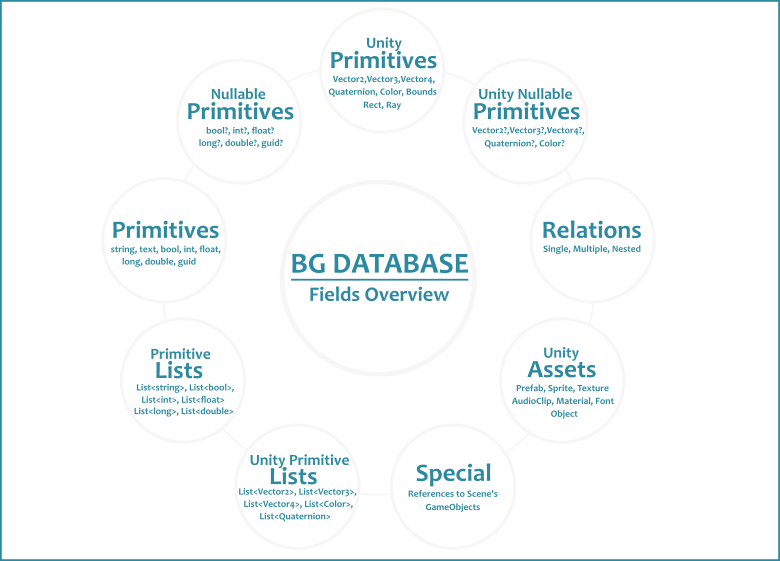 Unity
Primitives
Vector2,Vector3,Vector4,
Quaternion, Color, Bounds
Rect, Ray
Nullable
Primitives
bool?, int?, float?
long?, double?, guid?
Unity Nullable
Primitives
Vector2?,Vector3?,Vector4?,
Quaternion?, Color?
Primitives
string, text, bool, int, float,
long, double, guid
Relations
Single, Multiple, Nested
BG DATABASE
Fields Overview
Primitive
Lists
List<string>, List<bool>,
List<int>, List<float>
List<long>, List<double>
Unity
Assets
Prefab, Sprite, Texture
AudioClip, Material, Font
Object
Unity Primitive
Lists
List<Vector2>, List<Vector3>,
List<Vector4>, List<Color>,
List<Quaternion>
Special
References to Scene's
GameObjects